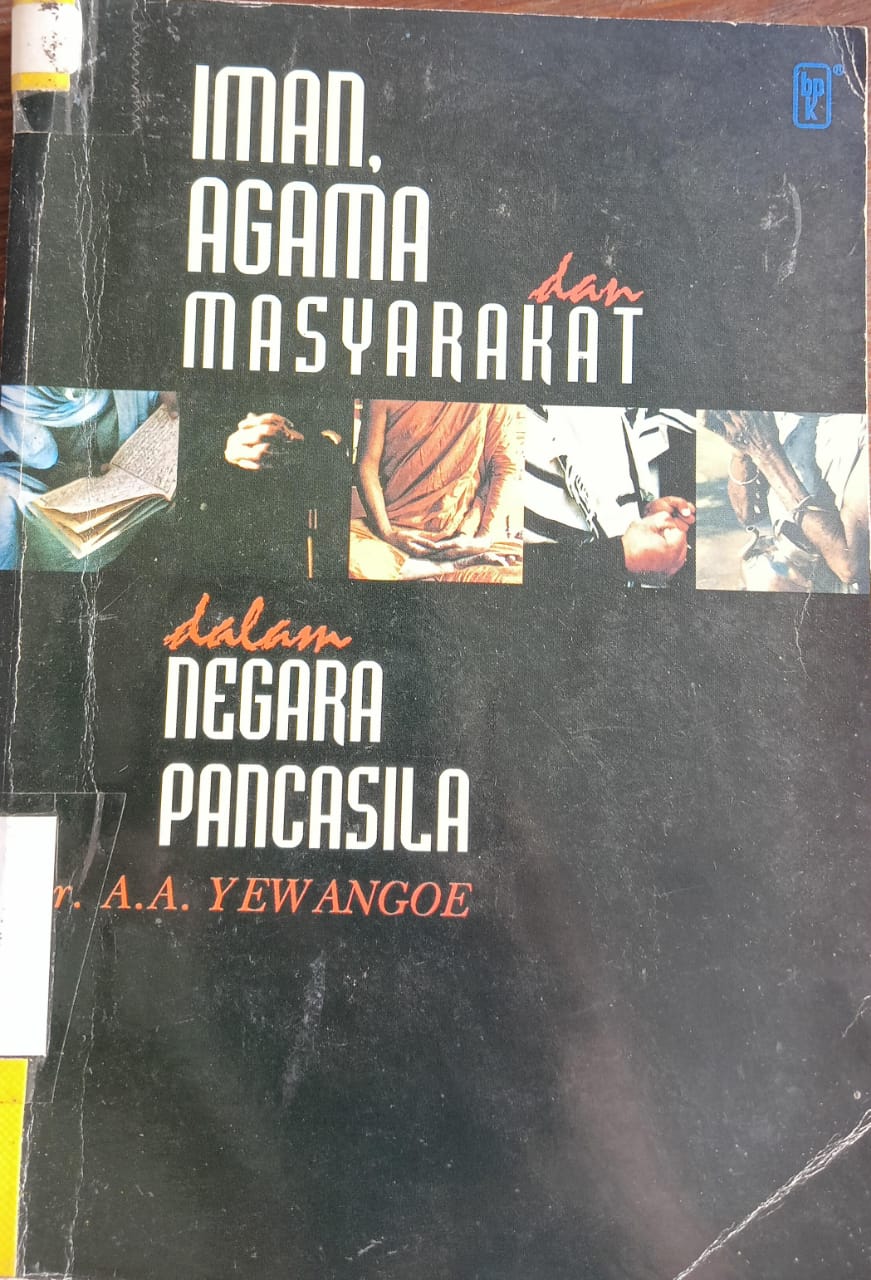 bpk
®
IMAN,
AGAMA
dan
MASYARAKAT
dalam
NEGARA
PANCASILA
r. A.A. YEWANGOE